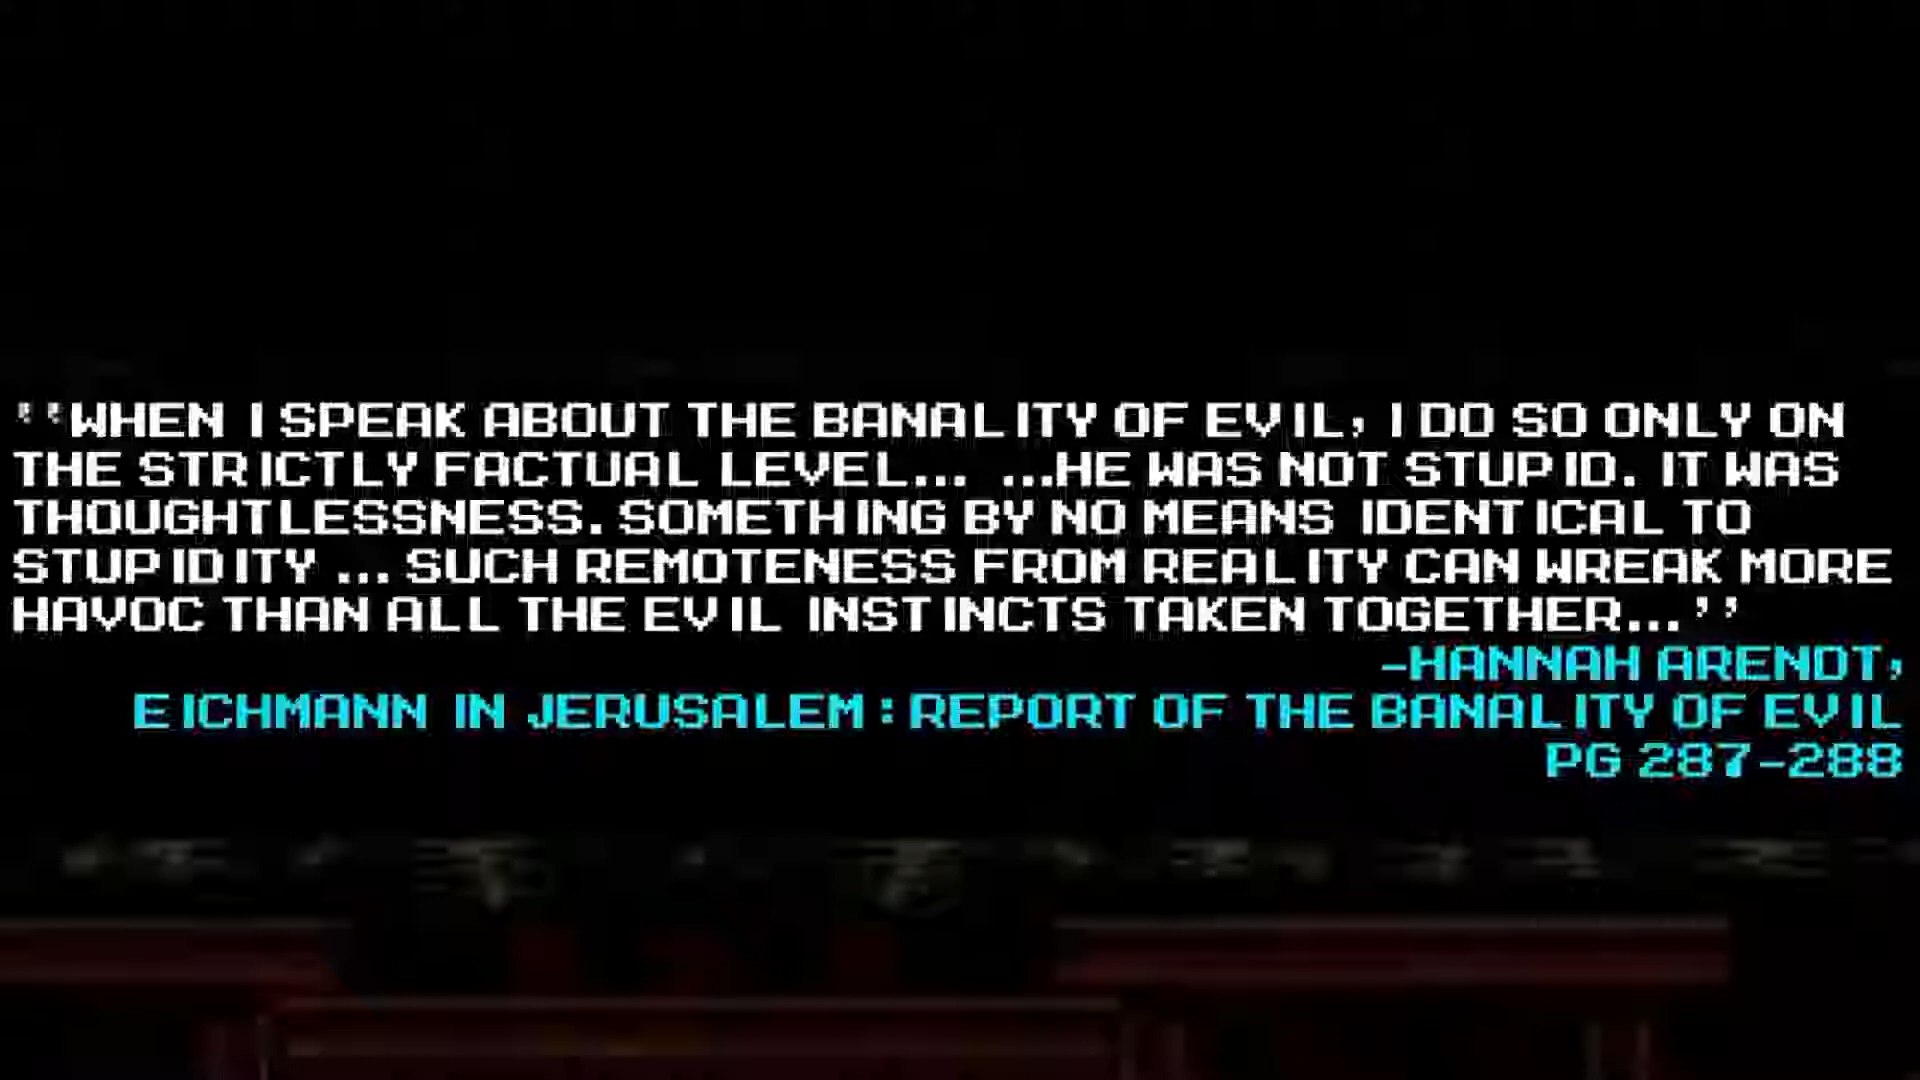 ''WHEN I SPEAK ABOUT THE BANALITY OF EVIL, I DO SO ONLY ON
THE STRICTLY FACTUAL LEVEL... ...HE WAS NOT STUPID. IT WAS
THOUGHTLESSNESS. SOMETHING BY NO MEANS IDENTICAL TO
STUPIDITY ... SUCH REMOTENESS FROM REALITY CAN WREAK MORE
HAVOC THAN ALL THE EVIL INSTINCTS TAKEN TOGETHER...''
-HANNAH ARENDT,
EICHMANN IN JERUSALEM: REPORT OF THE BANALITY OF EVIL
PG 287-288